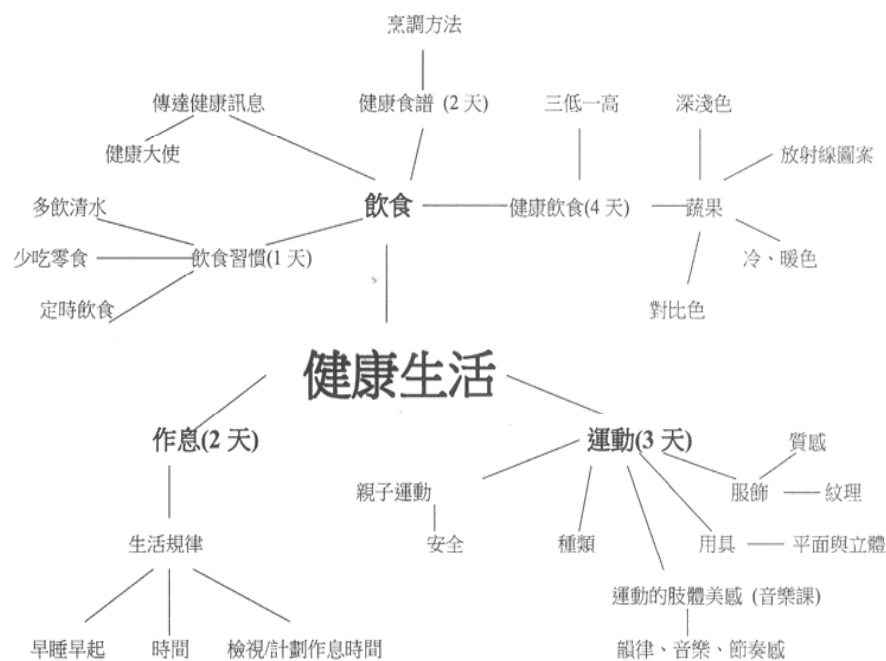 烹調方法
傳達健康訊息
健康食譜 (2 天)
三低一高
深淺色
健康大使
放射線圖案
多飲清水
飲食
健康飲食(4 天)
蔬果
少吃零食
飲食習慣(1 天)
冷、暖色
定時飲食
對比色
健康生活
作息(2 天)
運動(3 天)
質感
親子運動
服飾
紋理
生活規律
安全
種類
用具
平面與立體
運動的肢體美感 (音樂課)
早睡早起
時間
檢視/計劃作息時間
韻律、音樂、節奏感